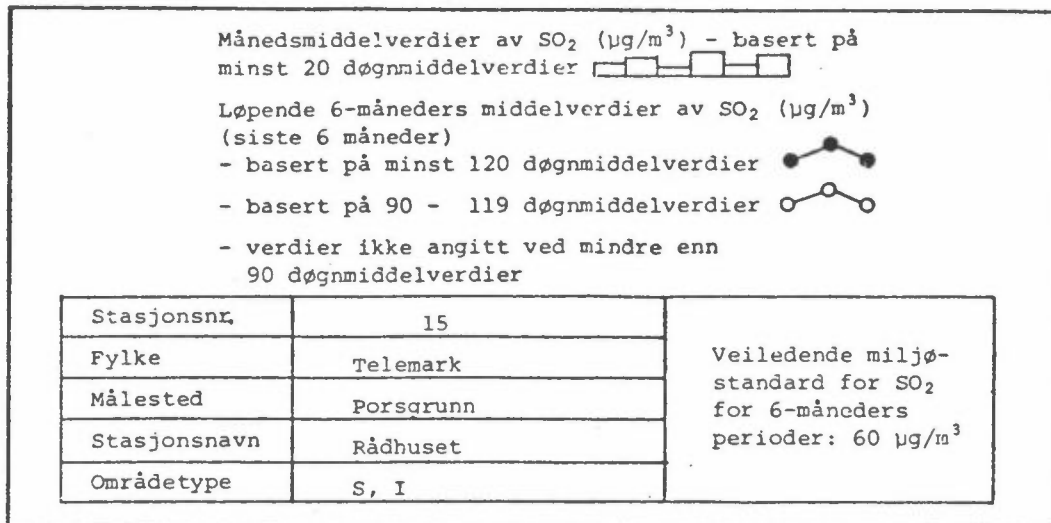 Månedsmiddelverdier av SO₂ (µg/m³) - basert på
minst 20 døgnmiddelverdier
Løpende 6-måneders middelverdier av SO₂ (µg/m³)
(siste 6 måneder)
- basert på minst 120 døgnmiddelverdier
- basert på 90 - 119 døgnmiddelverdier
- verdier ikke angitt ved mindre enn
90 døgnmiddelverdier
Stasjonsnr. 15
Fylke Telemark
Målested Porsgrunn
Stasjonsnavn Rådhuset
Områdetype S, I
Veiledende miljø-
standard for SO₂
for 6-måneders
perioder: 60 µg/m³